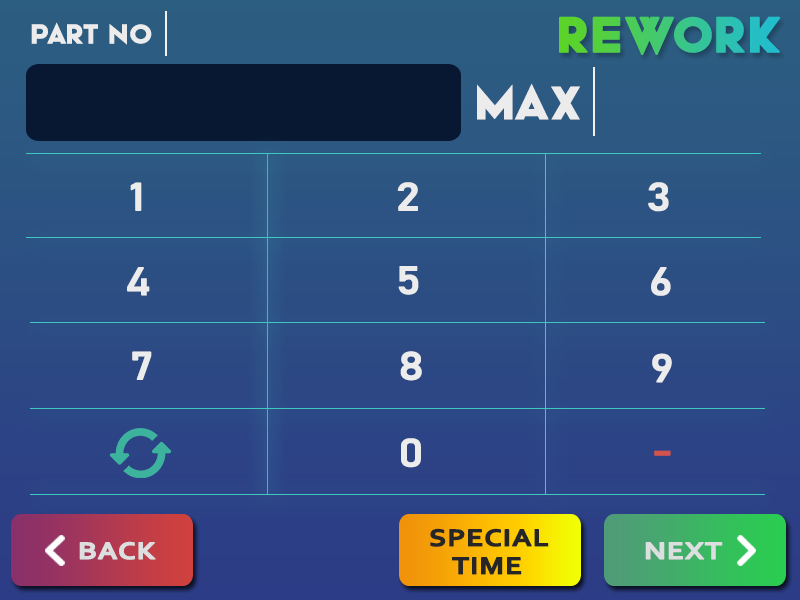 PART NO
REWORK
MAX
1 2 3
4 5 6
7 8 9
0 -
BACK
SPECIAL
TIME
NEXT